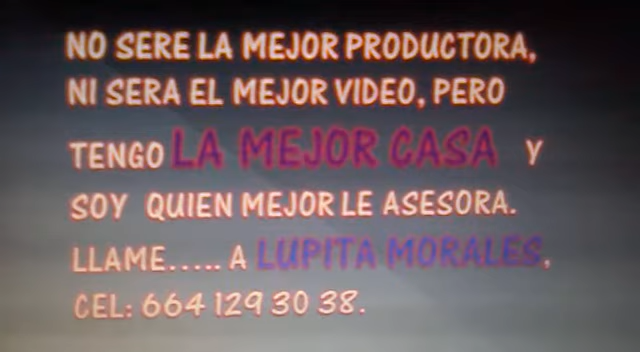 NO SERE LA MEJOR PRODUCTORA,
NI SERA EL MEJOR VIDEO, PERO
TENGO LA MEJOR CASA Y
SOY QUIEN MEJOR LE ASESORA.
LLAME..... A LUPITA MORALES,
CEL: 664 129 30 38.